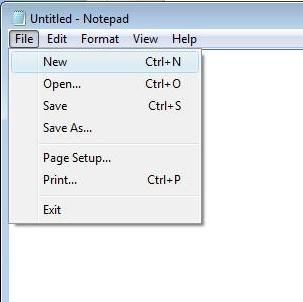 Untitled - Notepad
File Edit Format View Help
New Ctrl+N
Open... Ctrl+O
Save Ctrl+S
Save As...
Page Setup...
Print... Ctrl+P
Exit